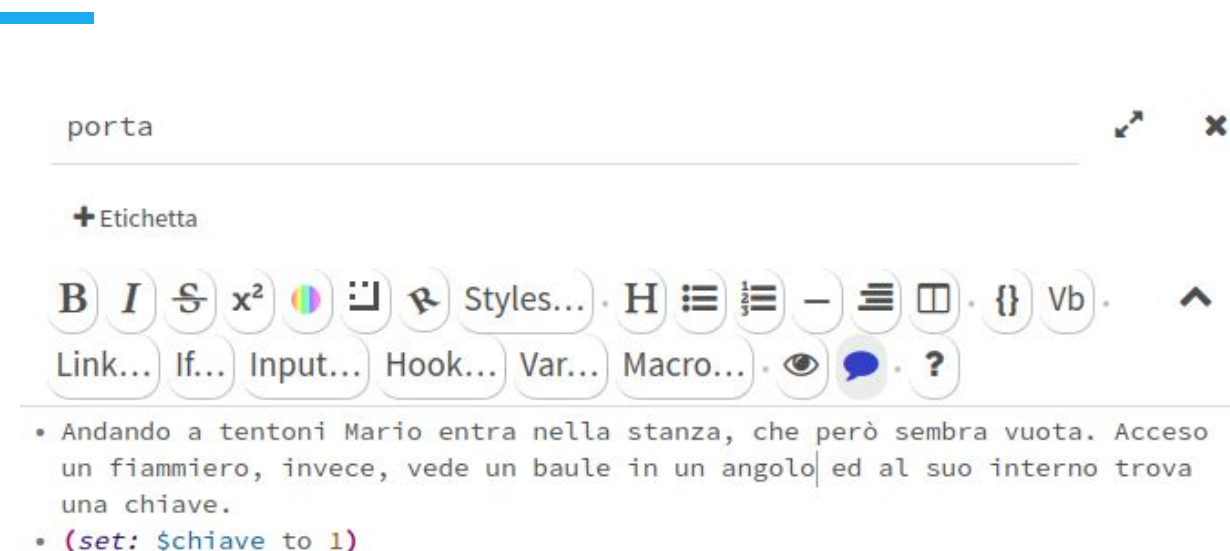 porta
+ Etichetta
B I S x² R Styles... H — {} Vb
Link... If... Input... Hook... Var... Macro... ?
• Andando a tentoni Mario entra nella stanza, che però sembra vuota. Acceso
un fiammiero, invece, vede un baule in un angolo ed al suo interno trova
una chiave.
• (set: $chiave to 1)